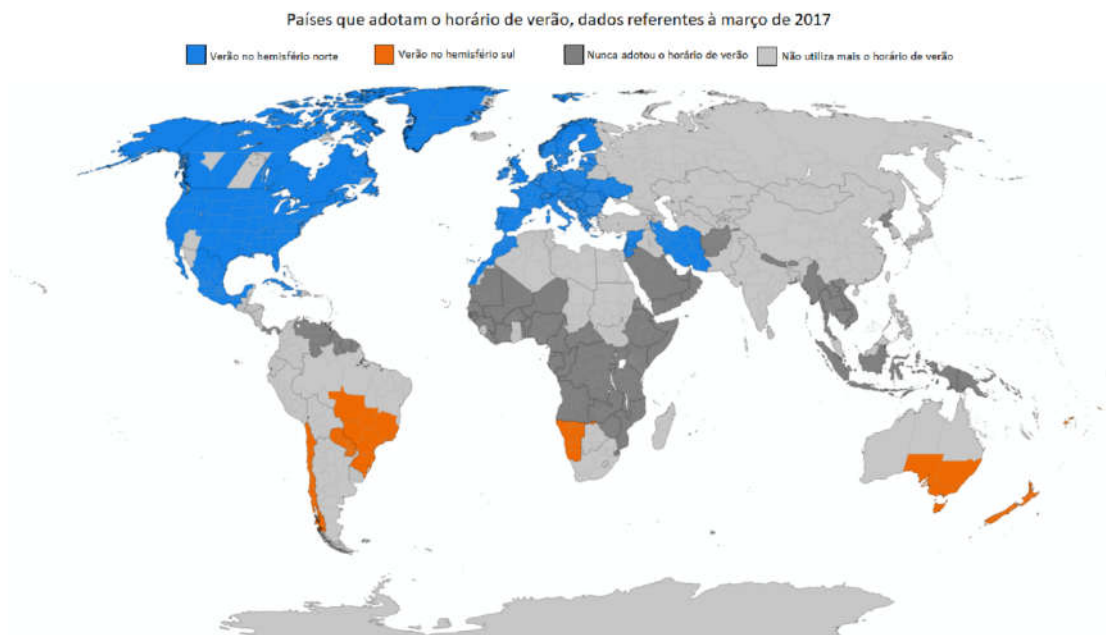 Países que adotam o horário de verão, dados referentes à março de 2017
Verão no hemisfério norte
Verão no hemisfério sul
Nunca adotou o horário de verão
Não utiliza mais o horário de verão